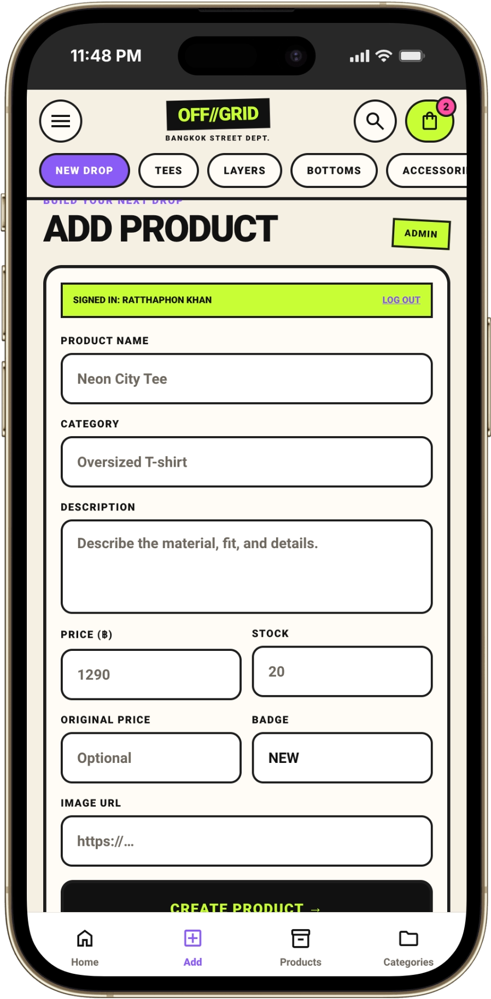 11:48 PM
OFF//GRID
2
BANGKOK STREET DEPT.
NEW DROP
TEES
LAYERS
BOTTOMS
ACCESSORI
BUILD YOUR NEXT DROP
ADD PRODUCT
ADMIN
SIGNED IN: RATTHAPHON KHAN
LOG OUT
PRODUCT NAME
Neon City Tee
CATEGORY
Oversized T-shirt
DESCRIPTION
Describe the material, fit, and details.
PRICE (฿)
STOCK
1290
20
ORIGINAL PRICE
BADGE
Optional
NEW
IMAGE URL
https://...
CREATE PRODUCT →
Home
Add
Products
Categories